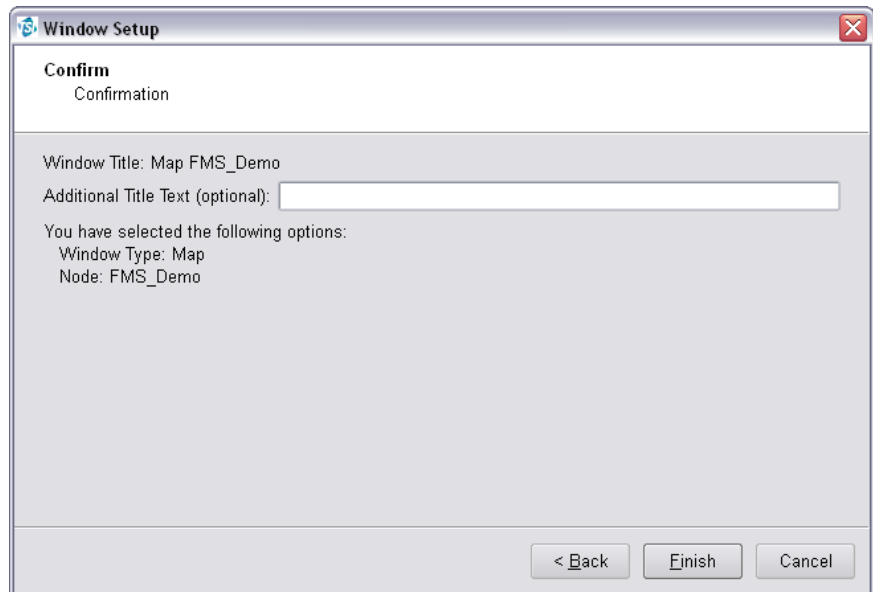 TSI Window Setup
Confirm
Confirmation
Window Title: Map FMS_Demo
Additional Title Text (optional):
You have selected the following options:
Window Type: Map
Node: FMS_Demo
< Back Finish Cancel